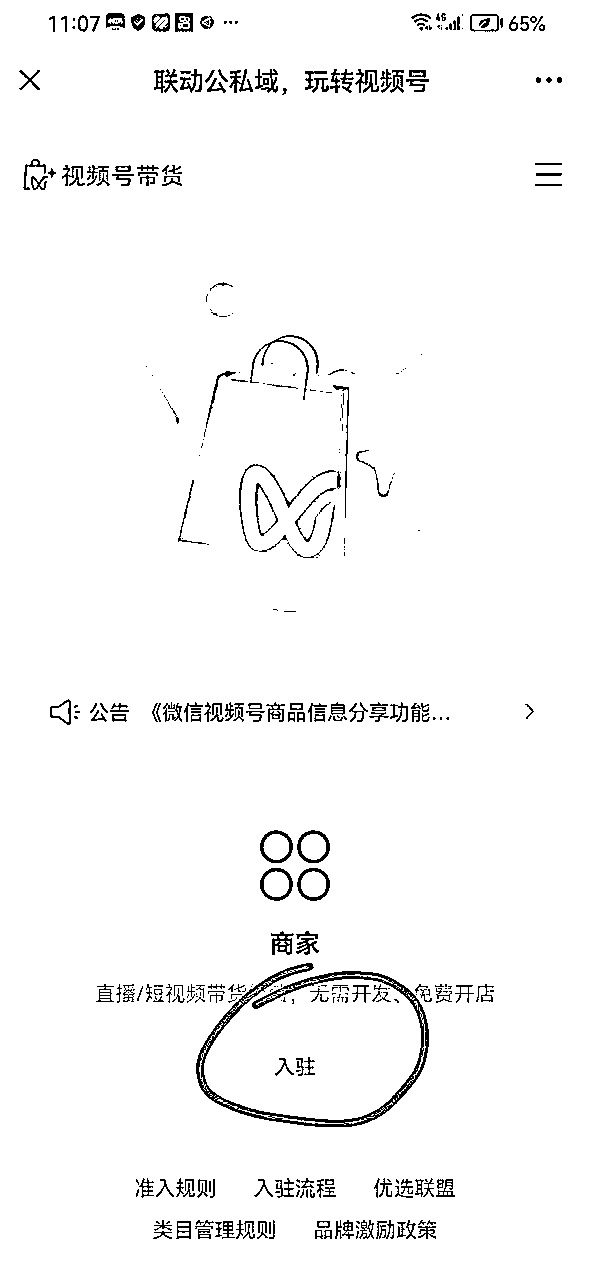 11:07 ... 65%
联动公私域，玩转视频号
视频号带货
公告 《微信视频号商品信息分享功能...
商家
直播/短视频带货 ，无需开发、免费开店
入驻
准入规则 入驻流程 优选联盟
类目管理规则 品牌激励政策